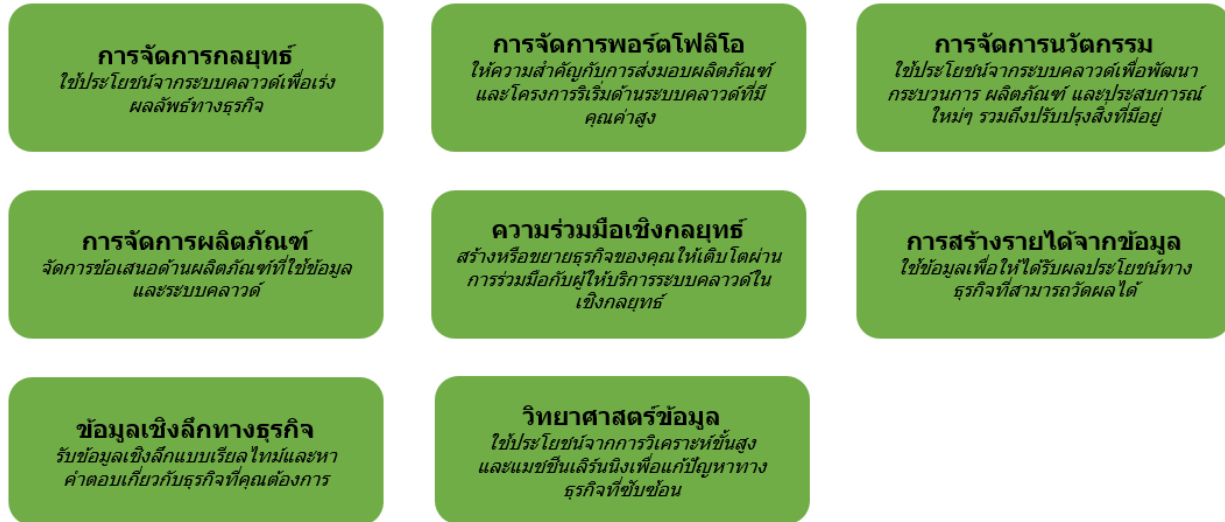 การจัดการกลยุทธ์
ใช้ประโยชน์จากระบบคลาวด์เพื่อเร่ง
ผลลัพธ์ทางธุรกิจ
การจัดการพอร์ตโฟลิโอ
ให้ความสำคัญกับการส่งมอบผลิตภัณฑ์
และโครงการริเริ่มด้านระบบคลาวด์ที่มี
คุณค่าสูง
การจัดการนวัตกรรม
ใช้ประโยชน์จากระบบคลาวด์เพื่อพัฒนา
กระบวนการ ผลิตภัณฑ์ และประสบการณ์
ใหม่ๆ รวมถึงปรับปรุงสิ่งที่มีอยู่
การจัดการผลิตภัณฑ์
จัดการข้อเสนอด้านผลิตภัณฑ์ที่ใช้ข้อมูล
และระบบคลาวด์
ความร่วมมือเชิงกลยุทธ์
สร้างหรือขยายธุรกิจของคุณให้เติบโตผ่าน
การร่วมมือกับผู้ให้บริการระบบคลาวด์ใน
เชิงกลยุทธ์
การสร้างรายได้จากข้อมูล
ใช้ข้อมูลเพื่อให้ได้รับผลประโยชน์ทาง
ธุรกิจที่สามารถวัดผลได้
ข้อมูลเชิงลึกทางธุรกิจ
รับข้อมูลเชิงลึกแบบเรียลไทม์และหา
คำตอบเกี่ยวกับธุรกิจที่คุณต้องการ
วิทยาศาสตร์ข้อมูล
ใช้ประโยชน์จากการวิเคราะห์ขั้นสูง
และแมชชีนเลิร์นนิงเพื่อแก้ปัญหาทาง
ธุรกิจที่ซับซ้อน